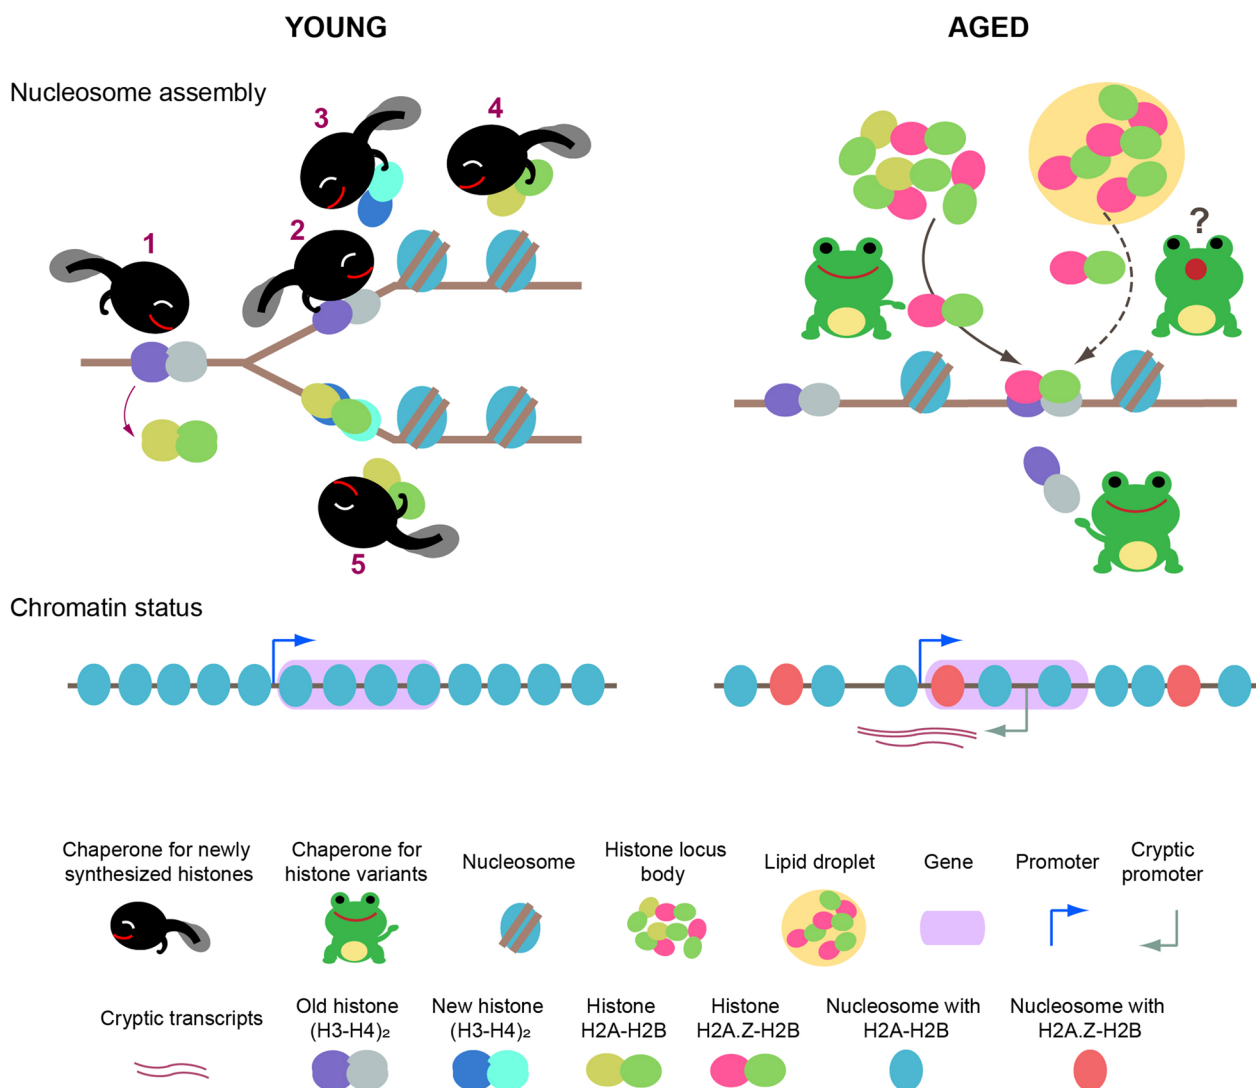 YOUNG
AGED
Nucleosome assembly
3
4
?
2
1
5
Chromatin status
Chaperone for newly
synthesized histones
Chaperone for
histone variants
Nucleosome
Histone locus
body
Lipid droplet
Gene
Promoter
Cryptic
promoter
Cryptic transcripts
Old histone
(H3-H4)₂
New histone
(H3-H4)₂
Histone
H2A-H2B
Histone
H2A.Z-H2B
Nucleosome with
H2A-H2B
Nucleosome with
H2A.Z-H2B